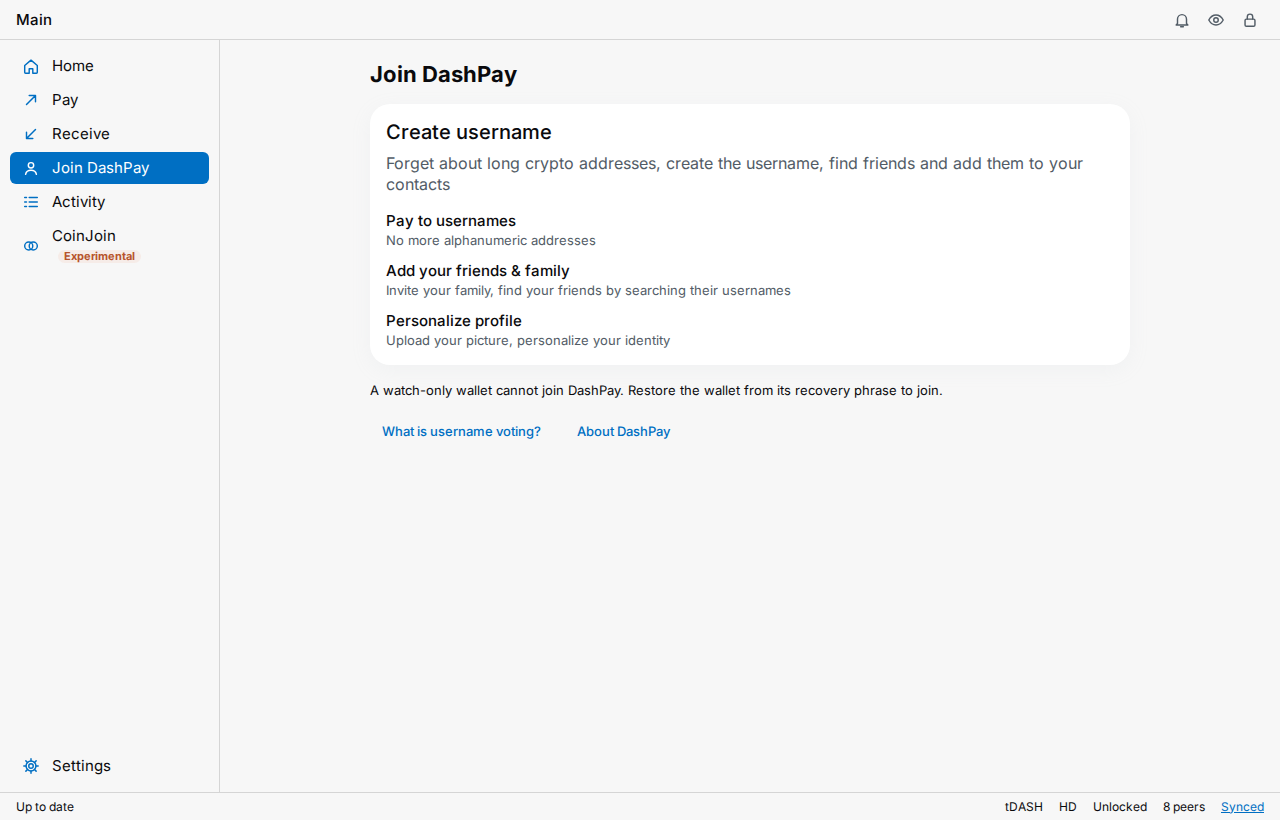 Main
Home
Pay
Receive
Join DashPay
Activity
CoinJoin
Experimental
Settings
Join DashPay
Create username
Forget about long crypto addresses, create the username, find friends and add them to your
contacts
Pay to usernames
No more alphanumeric addresses
Add your friends & family
Invite your family, find your friends by searching their usernames
Personalize profile
Upload your picture, personalize your identity
A watch-only wallet cannot join DashPay. Restore the wallet from its recovery phrase to join.
What is username voting? About DashPay
Up to date tDASH HD Unlocked 8 peers Synced